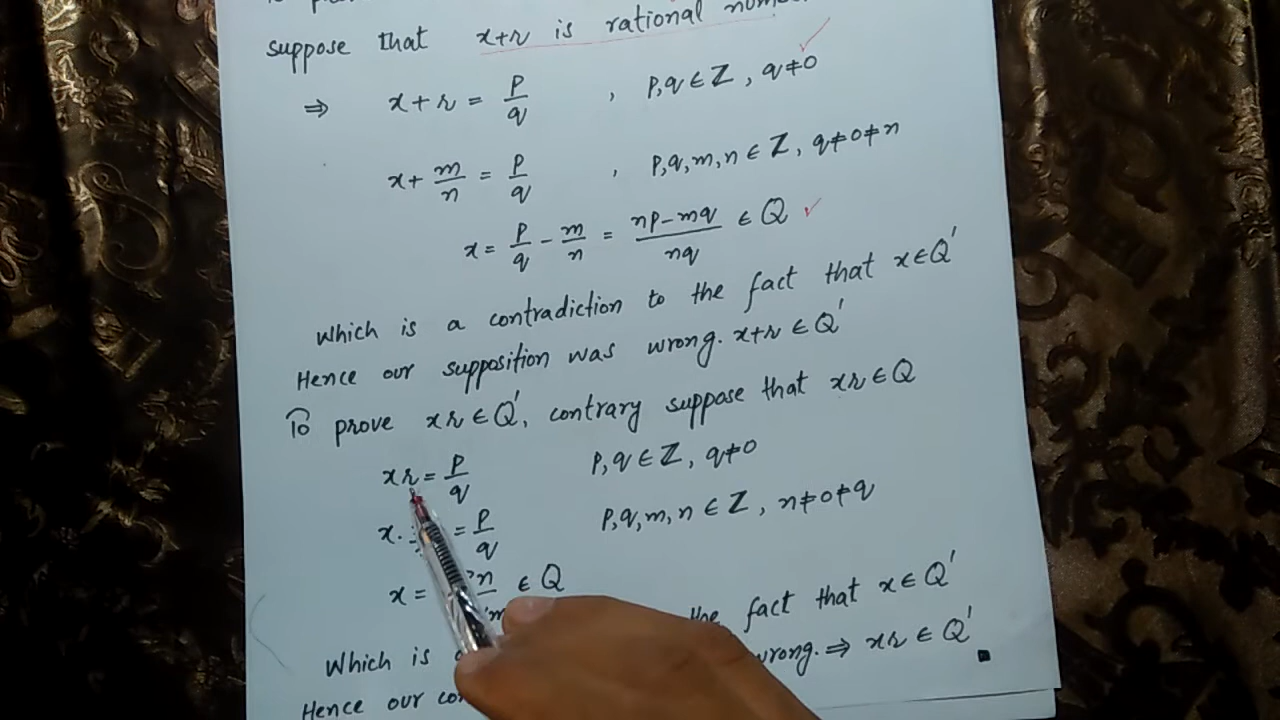 suppose that x+r is rational
⇒ x+r = p/q , p,q ∈ Z, q≠0
x + m/n = p/q , p,q,m,n ∈ Z, q≠0≠n
x = p/q - m/n = (np-mq)/nq ∈ Q
Which is a contradiction to the fact that x∈Q'
Hence our supposition was wrong. x+r ∈ Q'
To prove xr ∈ Q', contrary suppose that xr ∈ Q
xr = p/q p,q ∈ Z, q≠0
x. = p/q p,q,m,n ∈ Z, n≠0≠q
x = ∈ Q
Which is the fact that x ∈ Q'
Hence our wrong. ⇒ xr ∈ Q'